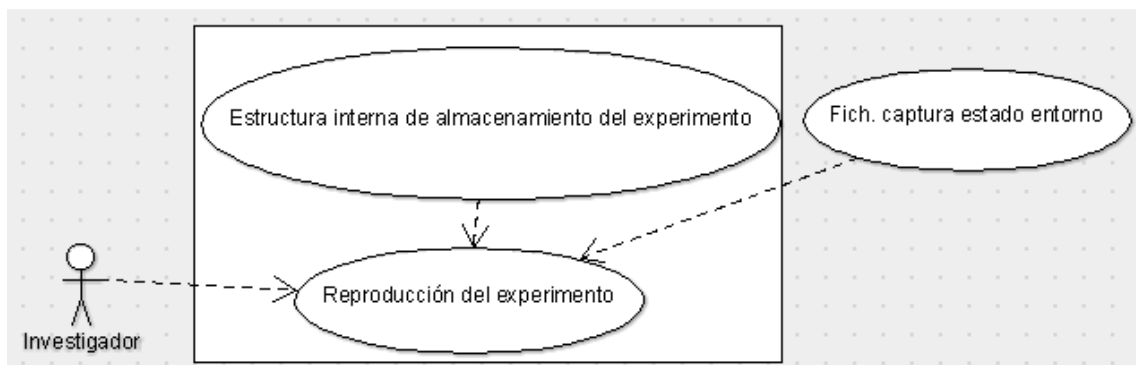 Estructura interna de almacenamiento del experimento
Fich. captura estado entorno
Reproducción del experimento
Investigador